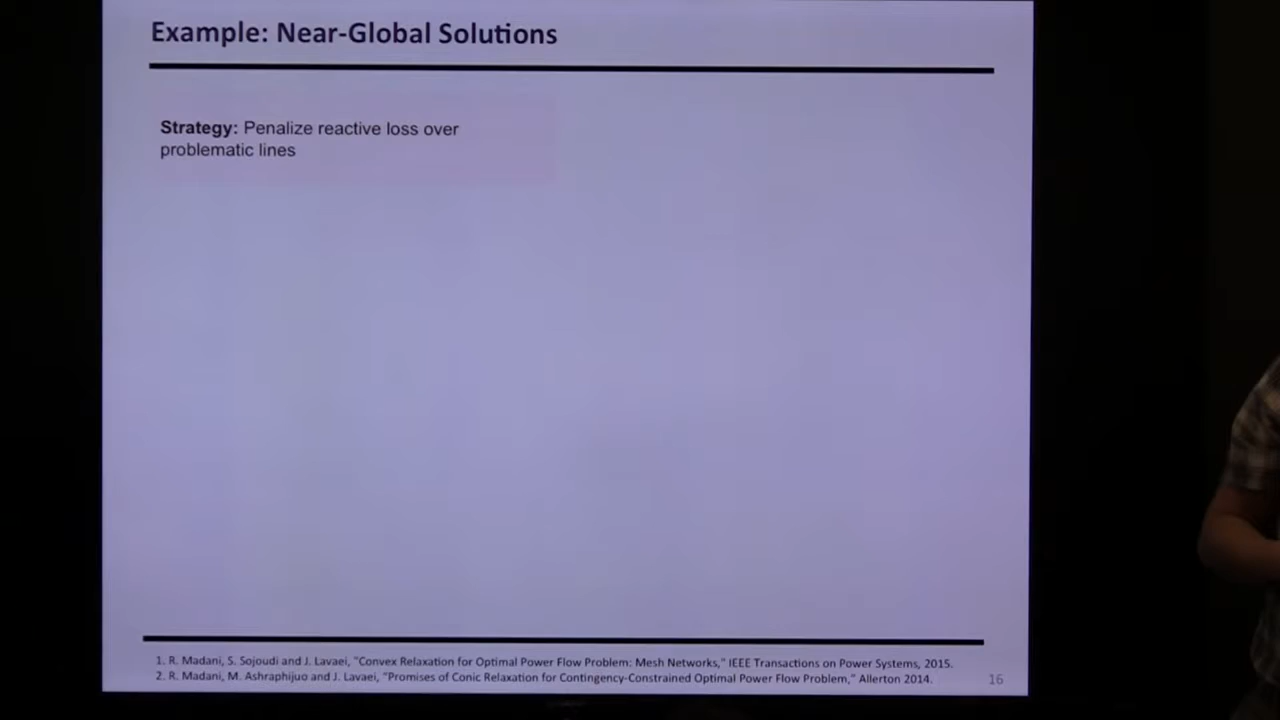 Example: Near-Global Solutions
Strategy: Penalize reactive loss over
problematic lines
1. R. Madani, S. Sojoudi and J. Lavaei, "Convex Relaxation for Optimal Power Flow Problem: Mesh Networks," IEEE Transactions on Power Systems, 2015.
2. R. Madani, M. Ashraphijuo and J. Lavaei, "Promises of Conic Relaxation for Contingency-Constrained Optimal Power Flow Problem," Allerton 2014.
16